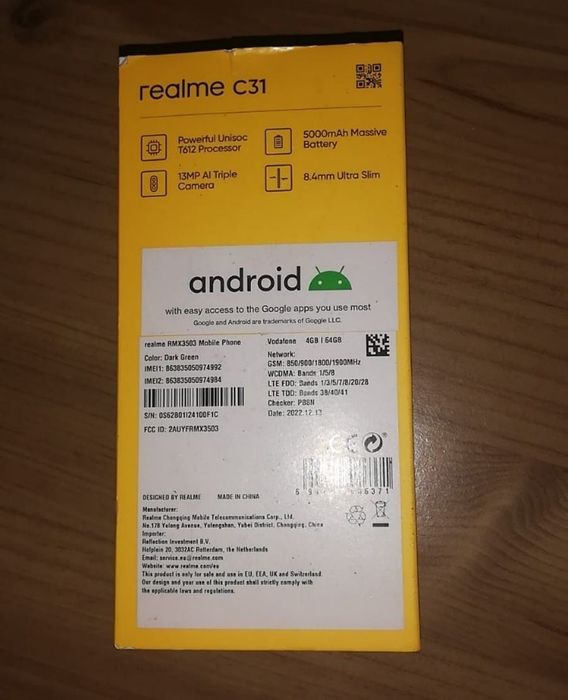 realme C31
Powerful Unisoc
T612 Processor
5000mAh Massive
Battery
13MP AI Triple
Camera
8.4mm Ultra Slim
android
with easy access to the Google apps you use most
Google and Android are trademarks of Google LLC.
realme RMX3503 Mobile Phone
Color: Dark Green
IMEI1: 863835050974992
IMEI2: 863835050974984
S/N: 0S62B01I24100F1C
FCC ID: 2AUYFRMX3503
Vodafone 4GB | 64GB
Network:
GSM: 850/900/1800/1900MHz
WCDMA: Bands 1/5/8
LTE FDD: Bands 1/3/5/7/8/20/28
LTE TDD: Bands 38/40/41
Checker: PB8N
Date: 2022.12.13
CE
DESIGNED BY REALME MADE IN CHINA
Manufacturer:
Realme Chongqing Mobile Telecommunications Corp., Ltd.
No.178 Yulong Avenue, Yufengshan, Yubei District, Chongqing, China
Importer:
Reflection Investment B.V.
Hofplein 20, 3032AC Rotterdam, the Netherlands
Email: service.eu@realme.com
Website: www.realme.com/eu
This product is only for sale and use in EU, EEA, UK and Switzerland.
Our design and your use of this product shall strictly comply with
the applicable laws and regulations.